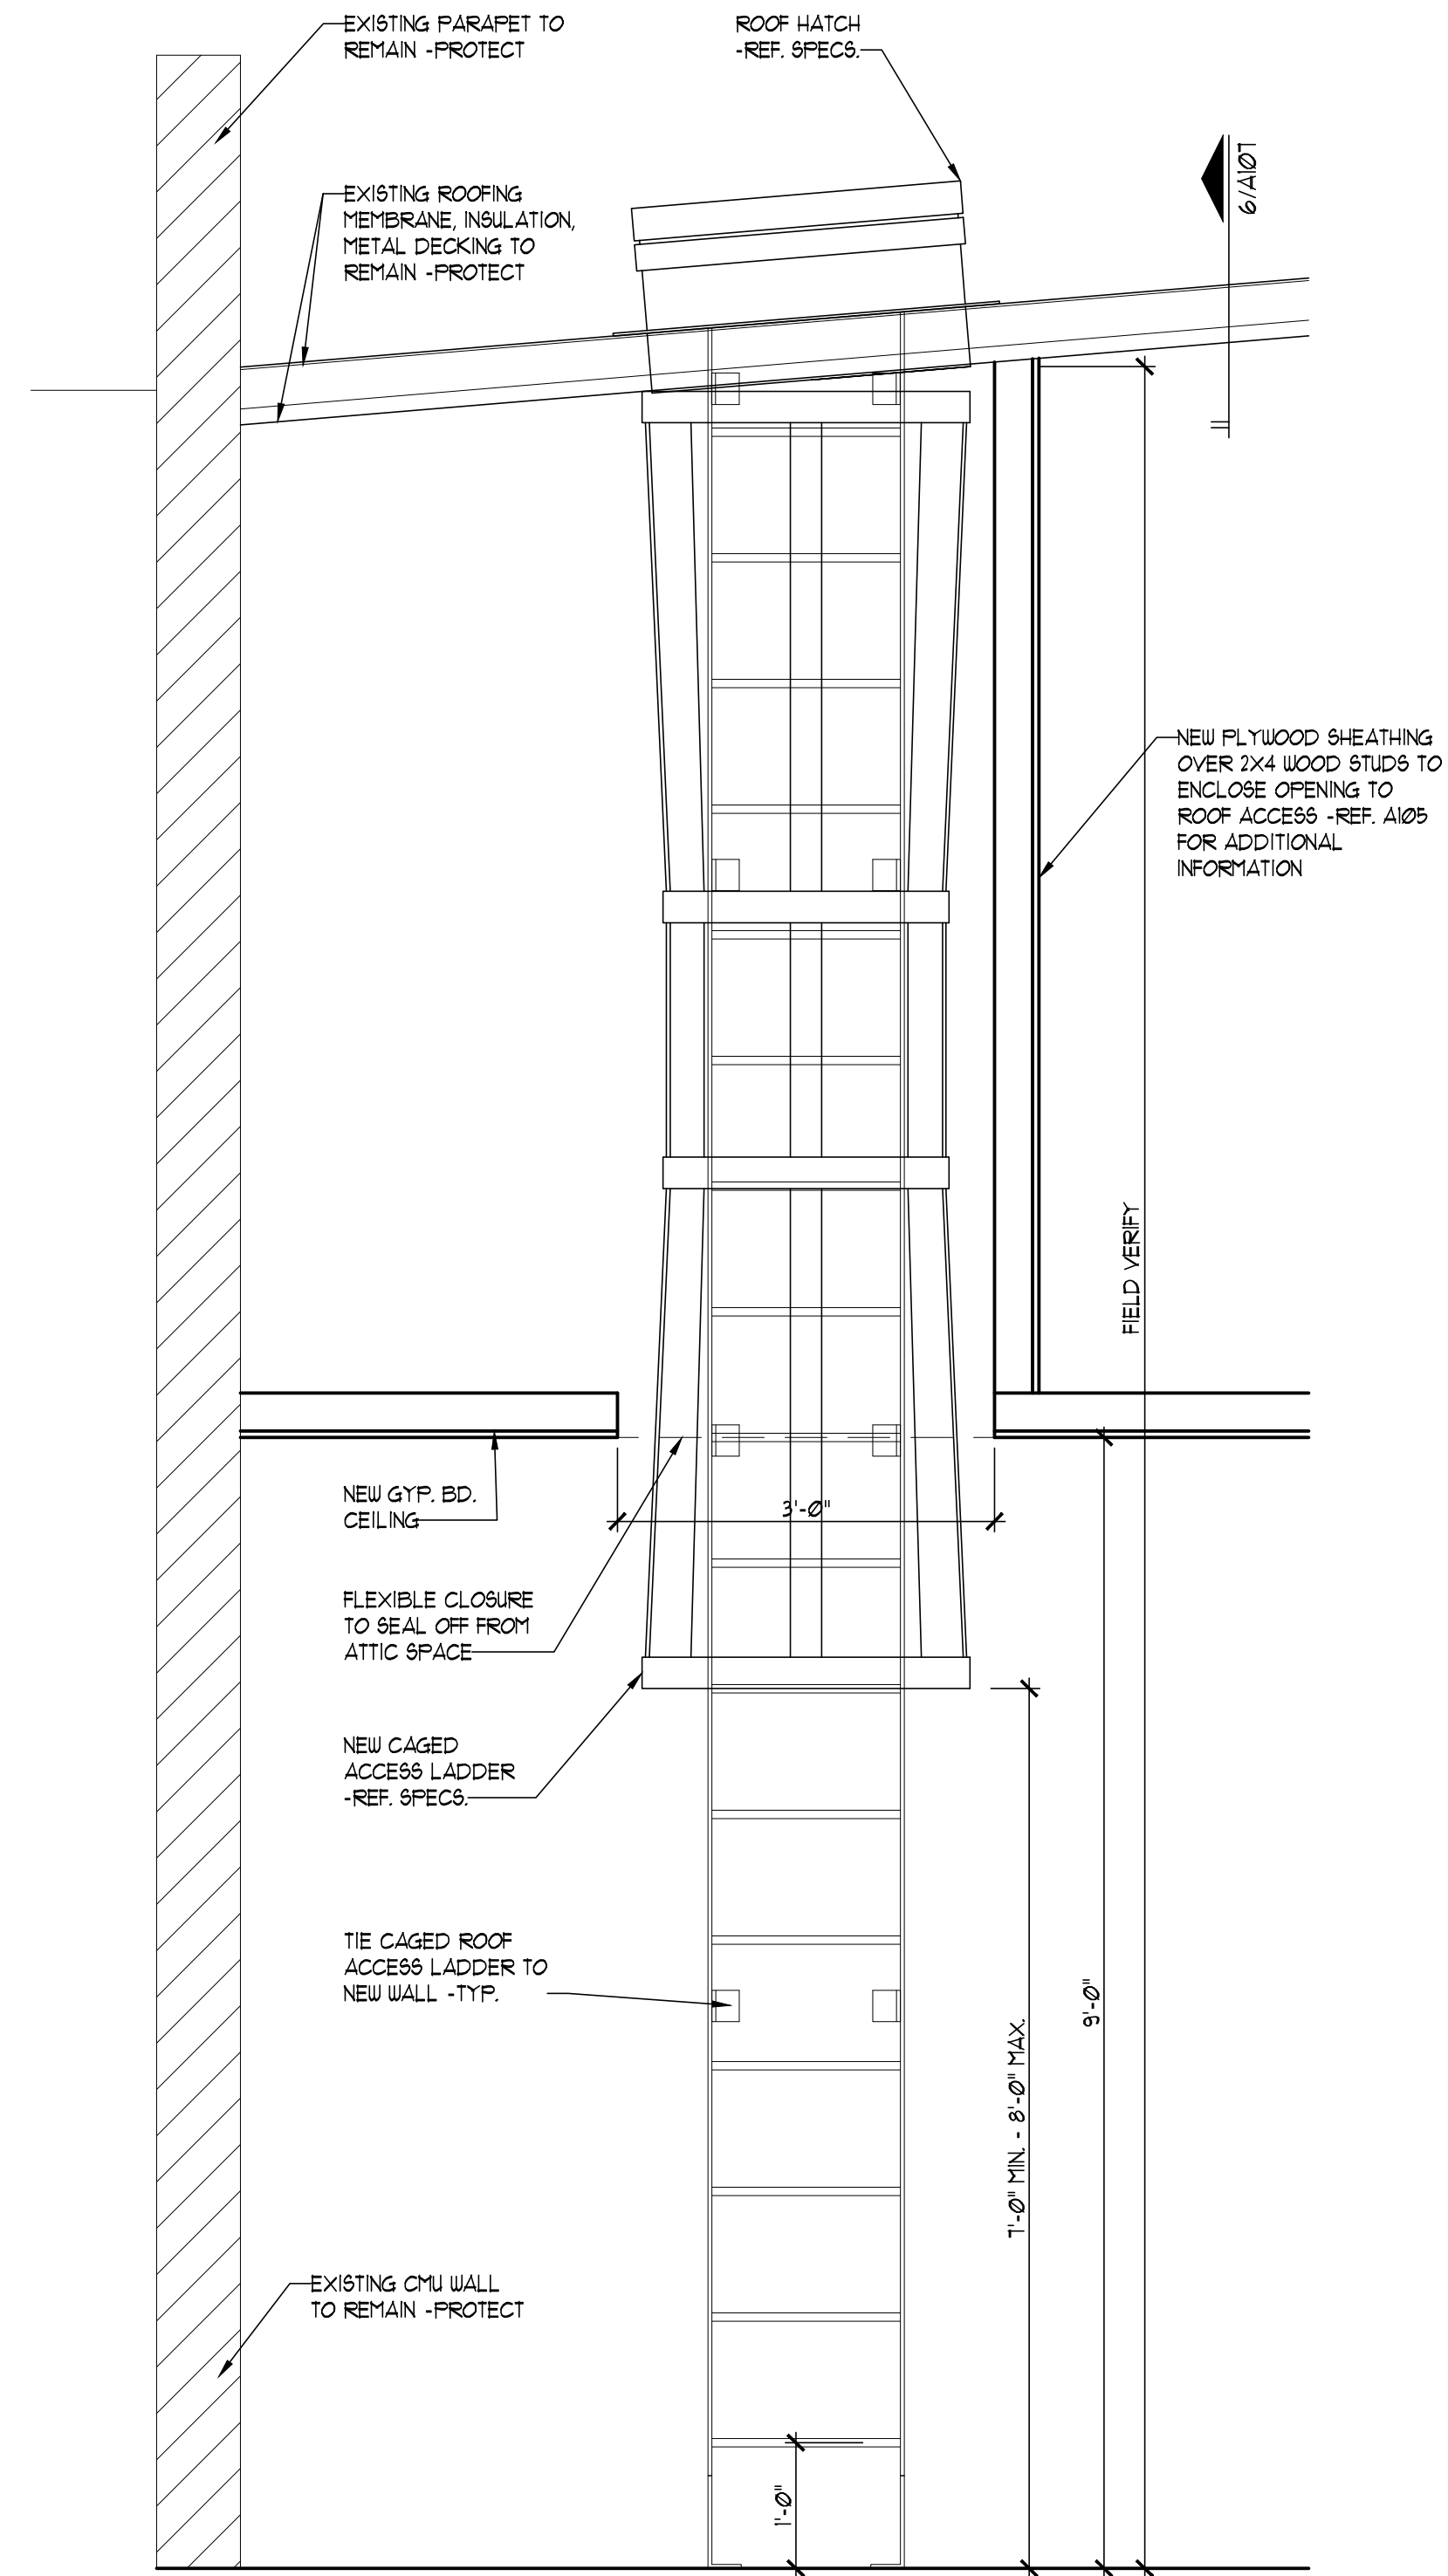 EXISTING PARAPET TO
REMAIN -PROTECT
ROOF HATCH
-REF. SPECS.
6/A107
EXISTING ROOFING
MEMBRANE, INSULATION,
METAL DECKING TO
REMAIN -PROTECT
NEW PLYWOOD SHEATHING
OVER 2X4 WOOD STUDS TO
ENCLOSE OPENING TO
ROOF ACCESS -REF. A105
FOR ADDITIONAL
INFORMATION
FIELD VERIFY
NEW GYP. BD.
CEILING
3'-0"
FLEXIBLE CLOSURE
TO SEAL OFF FROM
ATTIC SPACE
NEW CAGED
ACCESS LADDER
-REF. SPECS.
TIE CAGED ROOF
ACCESS LADDER TO
NEW WALL -TYP.
7'-0" MIN. - 8'-0" MAX.
9'-0"
EXISTING CMU WALL
TO REMAIN -PROTECT
1'-0"